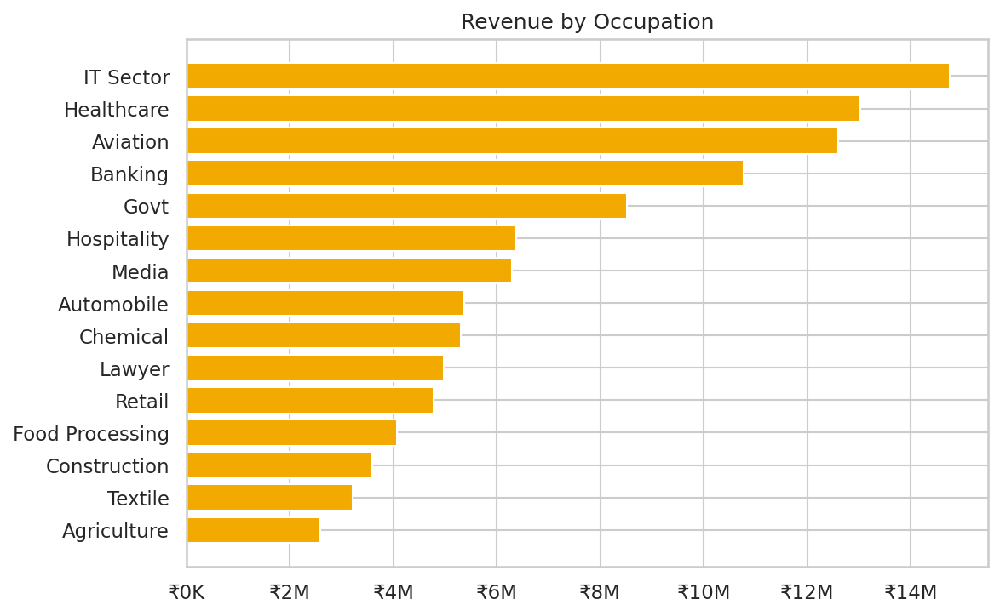 Revenue by Occupation
IT Sector
Healthcare
Aviation
Banking
Govt
Hospitality
Media
Automobile
Chemical
Lawyer
Retail
Food Processing
Construction
Textile
Agriculture
₹0K ₹2M ₹4M ₹6M ₹8M ₹10M ₹12M ₹14M